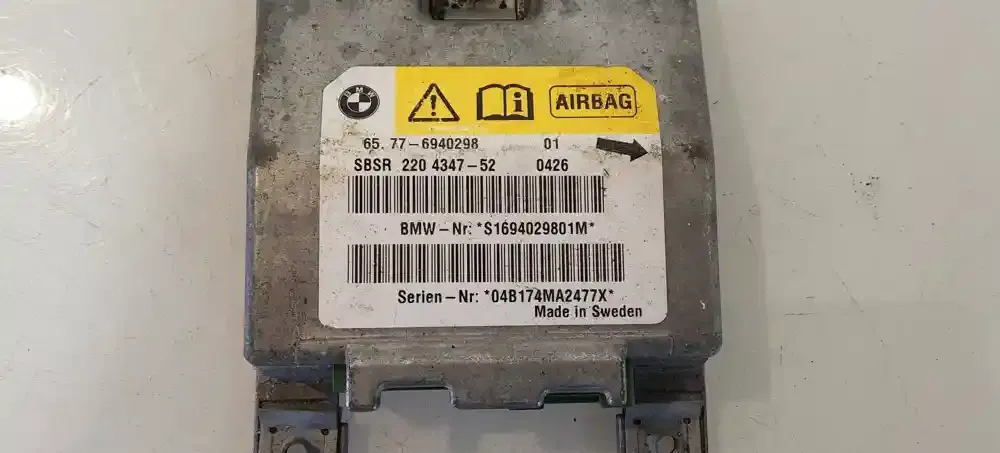 BMW
AIRBAG
65. 77-6940298 01
SBSR 220 4347-52 0426
BMW-Nr: *S1694029801M*
Serien-Nr: *04B174MA2477X*
Made in Sweden